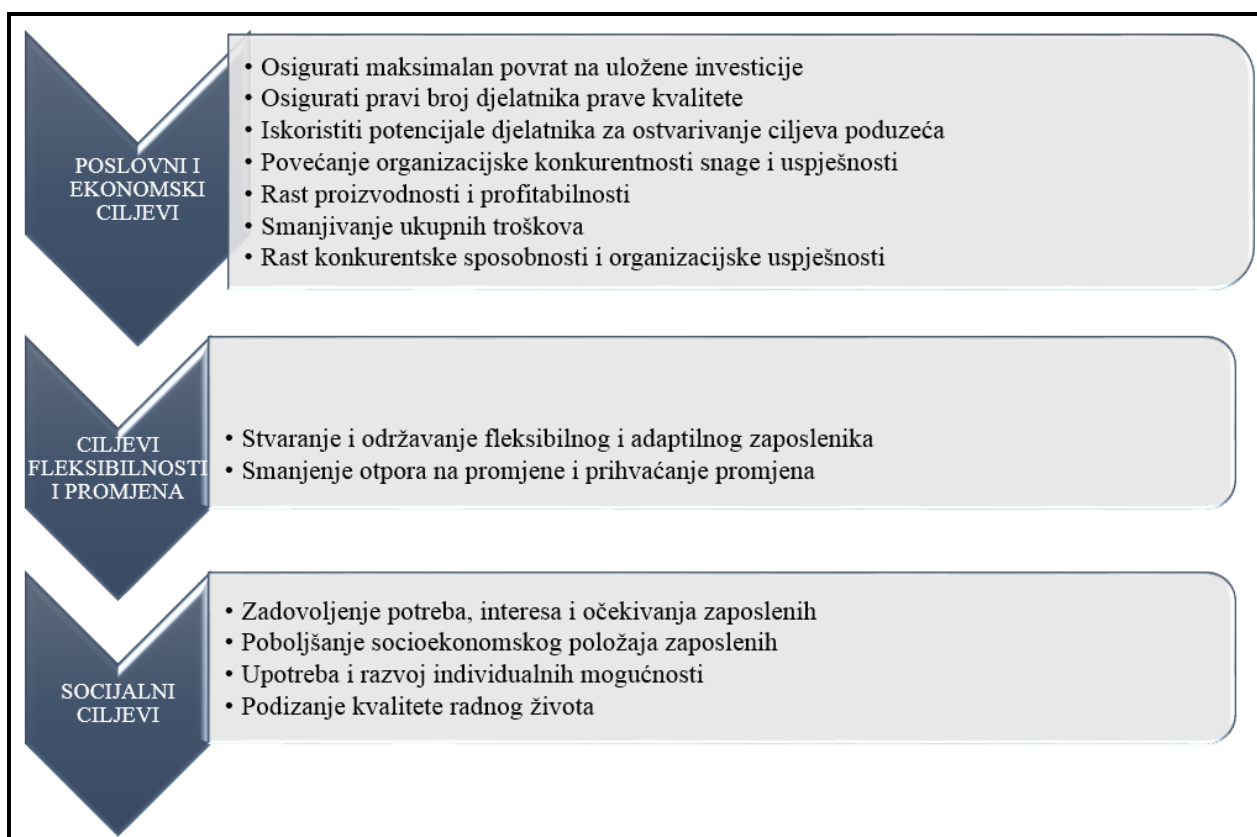 POSLOVNI I
EKONOMSKI
CILJEVI
• Osigurati maksimalan povrat na uložene investicije
• Osigurati pravi broj djelatnika prave kvalitete
• Iskoristiti potencijale djelatnika za ostvarivanje ciljeva poduzeća
• Povećanje organizacijske konkurentnosti snage i uspješnosti
• Rast proizvodnosti i profitabilnosti
• Smanjivanje ukupnih troškova
• Rast konkurentske sposobnosti i organizacijske uspješnosti
CILJEVI
FLEKSIBILNOSTI
I PROMJENA
• Stvaranje i održavanje fleksibilnog i adaptilnog zaposlenika
• Smanjenje otpora na promjene i prihvaćanje promjena
SOCIJALNI
CILJEVI
• Zadovoljenje potreba, interesa i očekivanja zaposlenih
• Poboljšanje socioekonomskog položaja zaposlenih
• Upotreba i razvoj individualnih mogućnosti
• Podizanje kvalitete radnog života